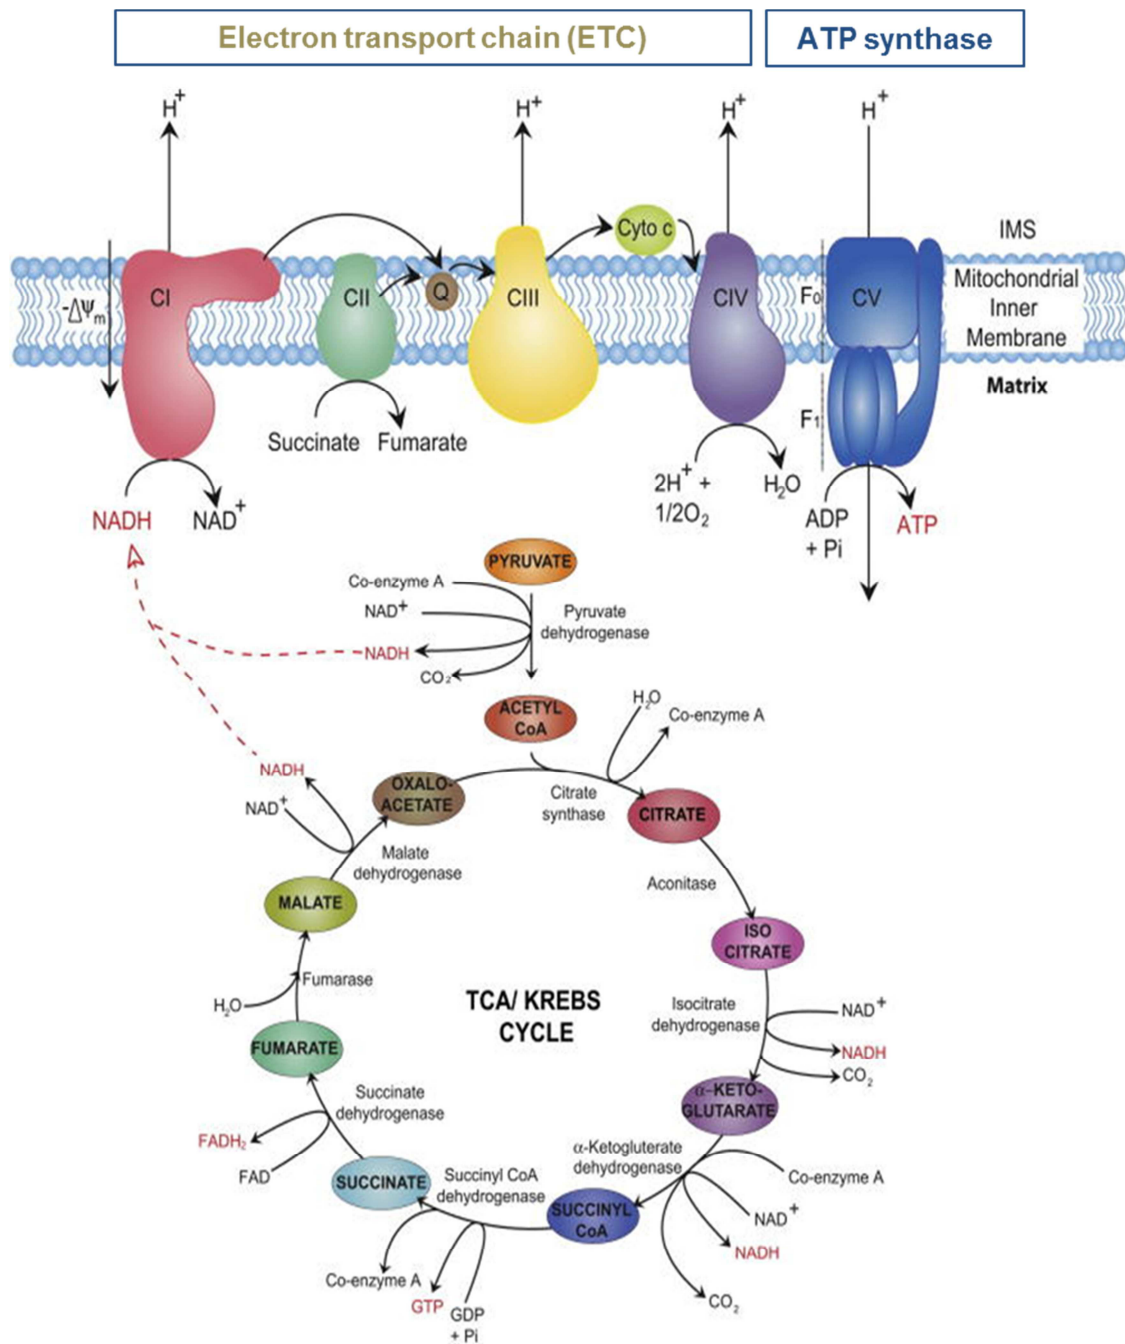 Electron transport chain (ETC)
ATP synthase
H+
H+
H+
H+
Cyto c
IMS
-ΔΨm
CI
CII
Q
CIII
CIV
F0
CV
Mitochondrial
Inner
Membrane
Matrix
F1
Succinate
Fumarate
2H+ +
1/2O2
H2O
NADH
NAD+
ADP
+ Pi
ATP
PYRUVATE
Co-enzyme A
NAD+
Pyruvate
dehydrogenase
NADH
CO2
ACETYL
CoA
H2O
Co-enzyme A
NADH
NAD+
OXALO-
ACETATE
Citrate
synthase
CITRATE
Malate
dehydrogenase
Aconitase
MALATE
ISO
CITRATE
Fumarase
H2O
TCA/ KREBS
CYCLE
Isocitrate
dehydrogenase
NAD+
NADH
CO2
FUMARATE
α-KETO-
GLUTARATE
Succinate
dehydrogenase
FADH2
FAD
α-Ketogluterate
dehydrogenase
Co-enzyme A
SUCCINATE
Succinyl CoA
dehydrogenase
SUCCINYL
CoA
NAD+
NADH
Co-enzyme A
GTP
GDP
+ Pi
CO2